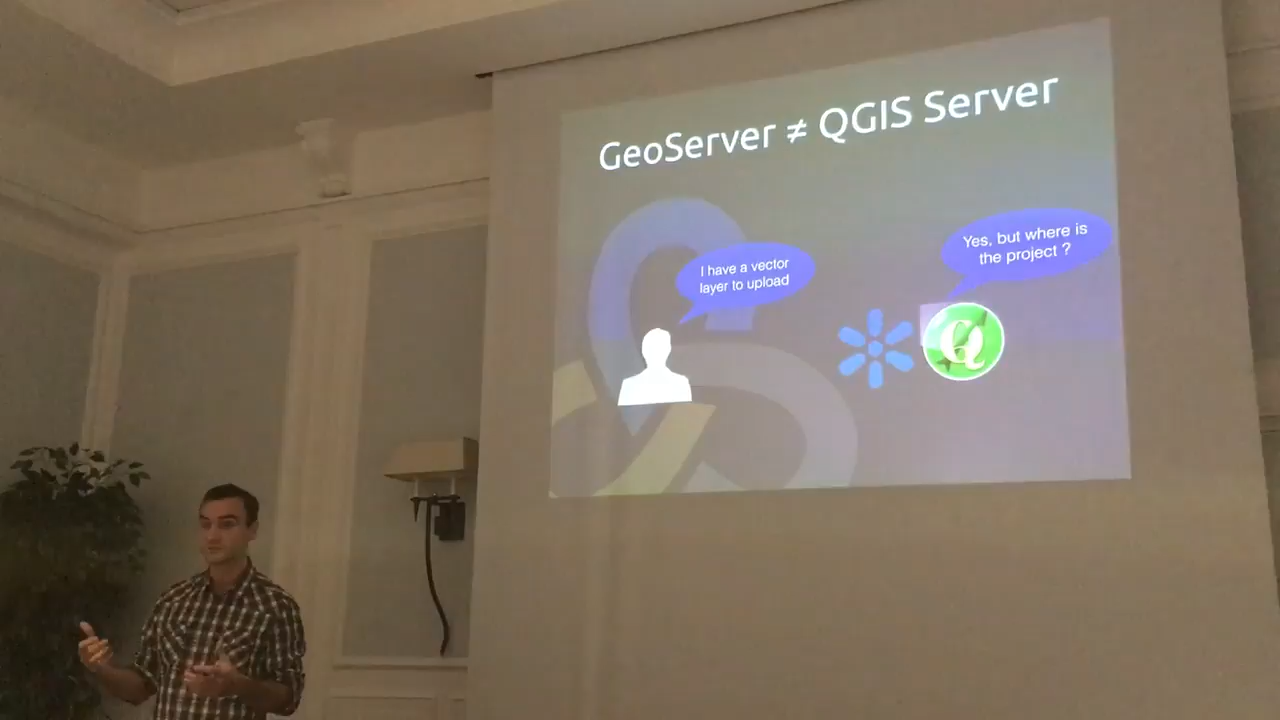 GeoServer ≠ QGIS Server
I have a vector
layer to upload
Yes, but where is
the project ?